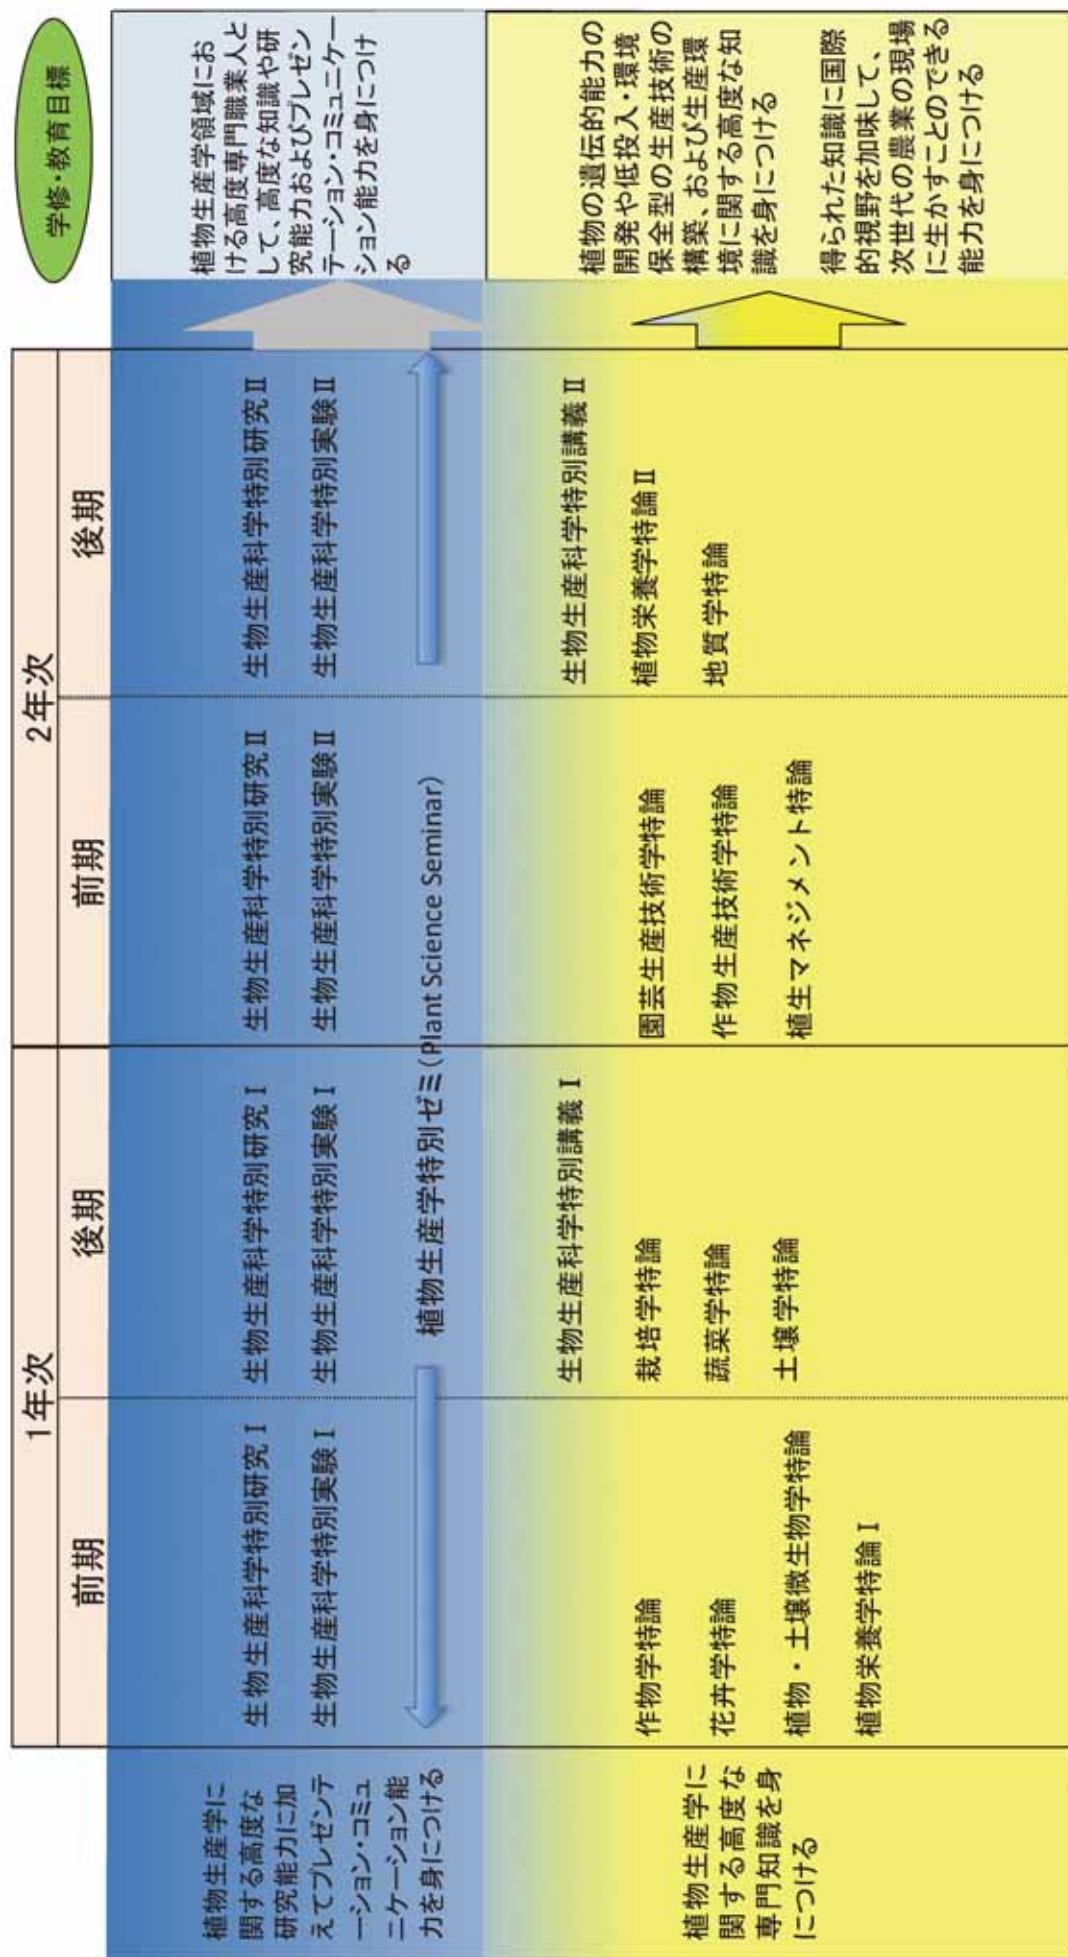 学修・教育目標
1年次
2年次
前期
後期
前期
後期
植物生産学に
関する高度な
研究能力に加
えてプレゼンテ
ーション・コミュ
ニケーション能
力を身につける
生物生産科学特別研究Ⅰ
生物生産科学特別実験Ⅰ
生物生産科学特別研究Ⅰ
生物生産科学特別実験Ⅰ
生物生産科学特別研究Ⅱ
生物生産科学特別実験Ⅱ
生物生産科学特別研究Ⅱ
生物生産科学特別実験Ⅱ
植物生産学特別ゼミ(Plant Science Seminar)
植物生産学領域にお
ける高度専門職業人と
して、高度な知識や研
究能力およびプレゼン
テーション・コミュニケー
ション能力を身につけ
る
植物生産学に
関する高度な
専門知識を身
につける
作物学特論
花卉学特論
植物・土壌微生物学特論
植物栄養学特論Ⅰ
生物生産科学特別講義Ⅰ
栽培学特論
蔬菜学特論
土壌学特論
園芸生産技術学特論
作物生産技術学特論
植生マネジメント特論
生物生産科学特別講義Ⅱ
植物栄養学特論Ⅱ
地質学特論
植物の遺伝的能力の
開発や低投入・環境
保全型の生産技術の
構築、および生産環
境に関する高度な知
識を身につける
得られた知識に国際
的視野を加味して、
次世代の農業の現場
に生かすことのできる
能力を身につける